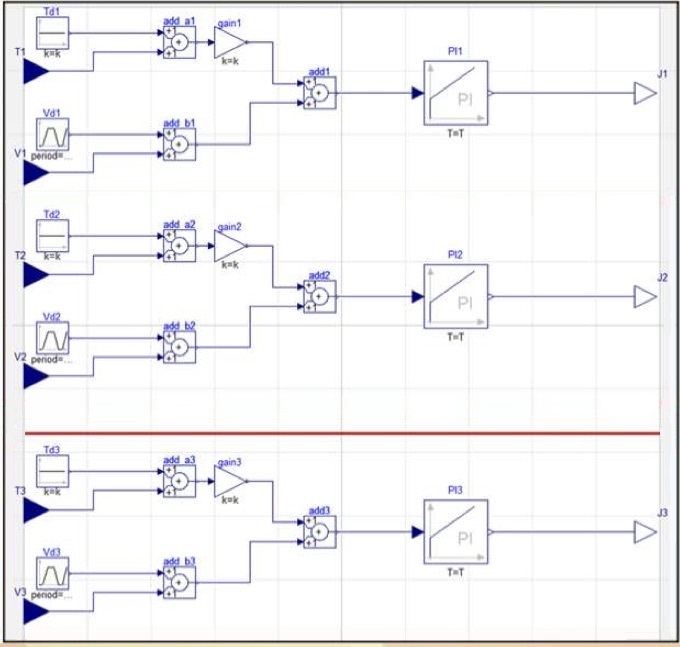 Td1
add_a1
gain1
T1
k=k
k=k
PI1
add1
J1
PI
T=T
Vd1
add_b1
V1
period=...
Td2
add_a2
gain2
T2
k=k
k=k
PI2
add2
J2
PI
T=T
Vd2
add_b2
V2
period=...
Td3
add_a3
gain3
T3
k=k
k=k
PI3
add3
J3
PI
T=T
Vd3
add_b3
V3
period=...